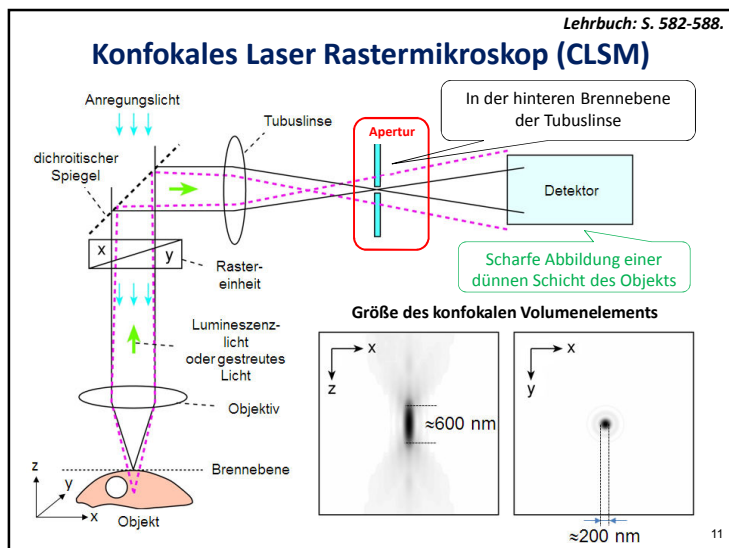 Lehrbuch: S. 582-588.
Konfokales Laser Rastermikroskop (CLSM)
Anregungslicht
Tubuslinse
Apertur
In der hinteren Brennebene
der Tubuslinse
dichroitischer
Spiegel
Detektor
x y
Raster-
einheit
Scharfe Abbildung einer
dünnen Schicht des Objekts
Lumineszenz-
licht
oder gestreutes
Licht
Größe des konfokalen Volumenelements
x
z
≈600 nm
x
y
≈200 nm
Objektiv
Brennebene
z
y
x
Objekt
11